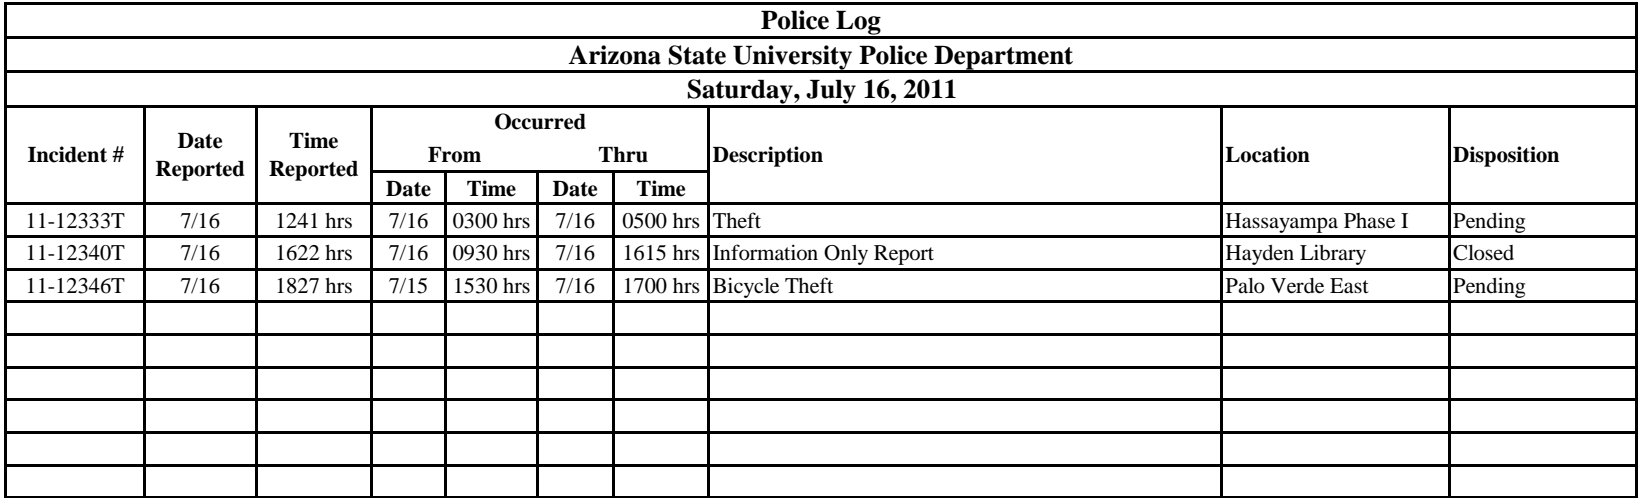 Police Log
Arizona State University Police Department
Saturday, July 16, 2011
Incident # Date Reported Time Reported Occurred Description Location Disposition
From Thru
Date Time Date Time
11-12333T 7/16 1241 hrs 7/16 0300 hrs 7/16 0500 hrs Theft Hassayampa Phase I Pending
11-12340T 7/16 1622 hrs 7/16 0930 hrs 7/16 1615 hrs Information Only Report Hayden Library Closed
11-12346T 7/16 1827 hrs 7/15 1530 hrs 7/16 1700 hrs Bicycle Theft Palo Verde East Pending